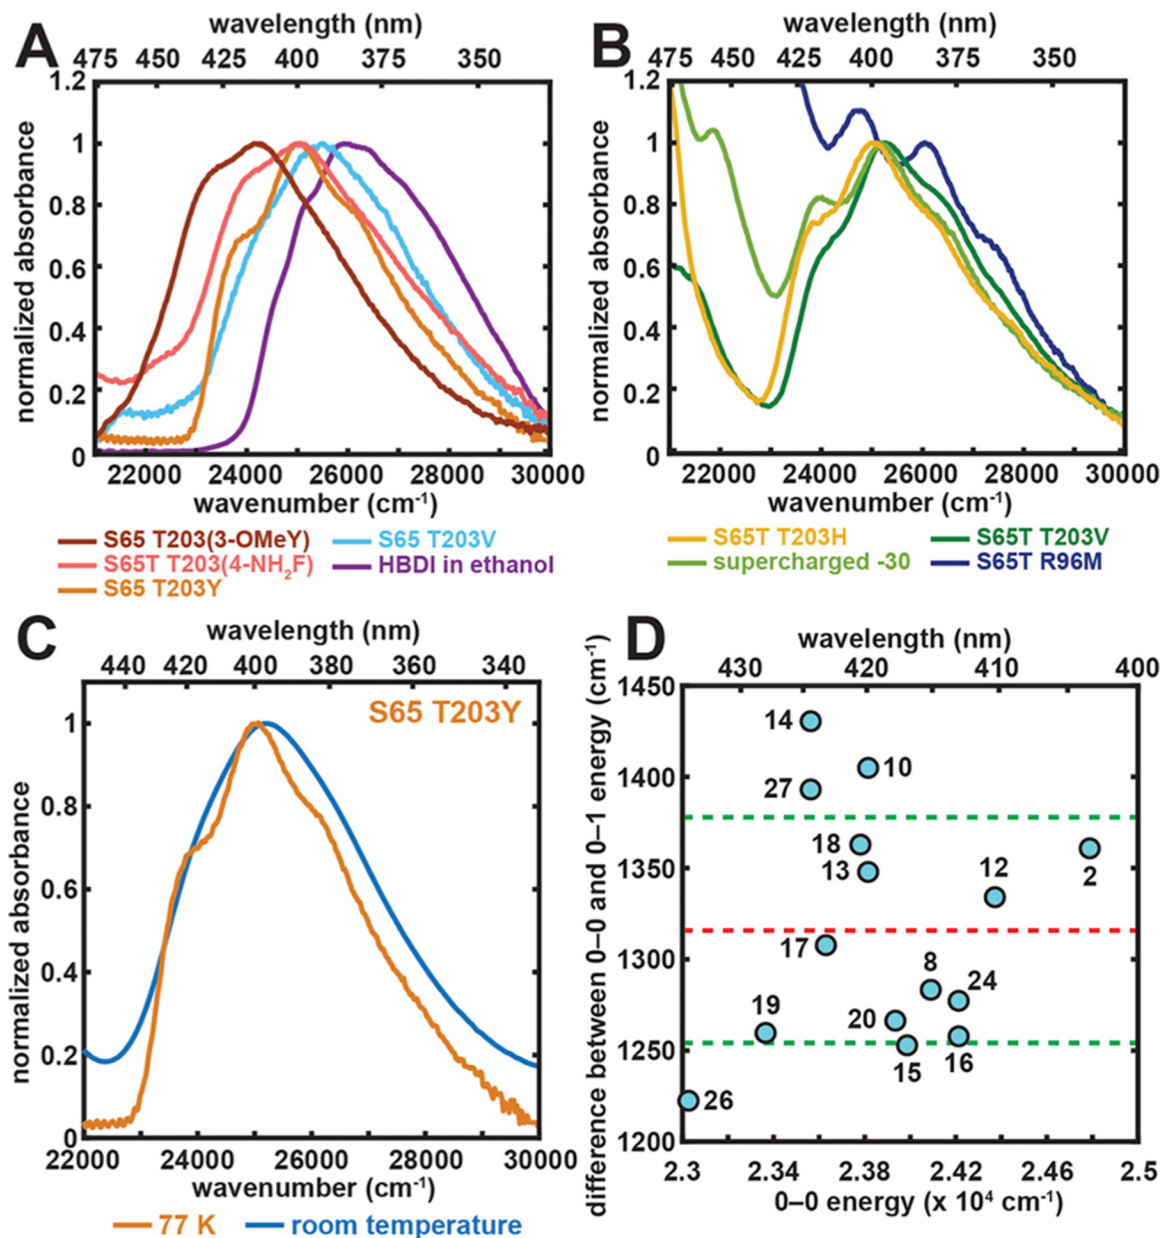 A
wavelength (nm)
475 450 425 400 375 350
1.2
1
0.8
0.6
0.4
0.2
0
normalized absorbance
22000 24000 26000 28000 30000
wavenumber (cm⁻¹)
S65 T203(3-OMeY)
S65T T203(4-NH₂F)
S65 T203Y
S65 T203V
HBDI in ethanol
B
wavelength (nm)
475 450 425 400 375 350
1.2
1
0.8
0.6
0.4
0.2
0
normalized absorbance
22000 24000 26000 28000 30000
wavenumber (cm⁻¹)
S65T T203H
supercharged -30
S65T T203V
S65T R96M
C
wavelength (nm)
440 420 400 380 360 340
S65 T203Y
1
0.8
0.6
0.4
0.2
0
normalized absorbance
22000 24000 26000 28000 30000
wavenumber (cm⁻¹)
77 K
room temperature
D
wavelength (nm)
430 420 410 400
difference between 0–0 and 0–1 energy (cm⁻¹)
1450
1400
1350
1300
1250
1200
14
10
27
18
13
12
2
17
8
24
19
20
15
16
26
2.3 2.34 2.38 2.42 2.46 2.5
0–0 energy (x 10⁴ cm⁻¹)